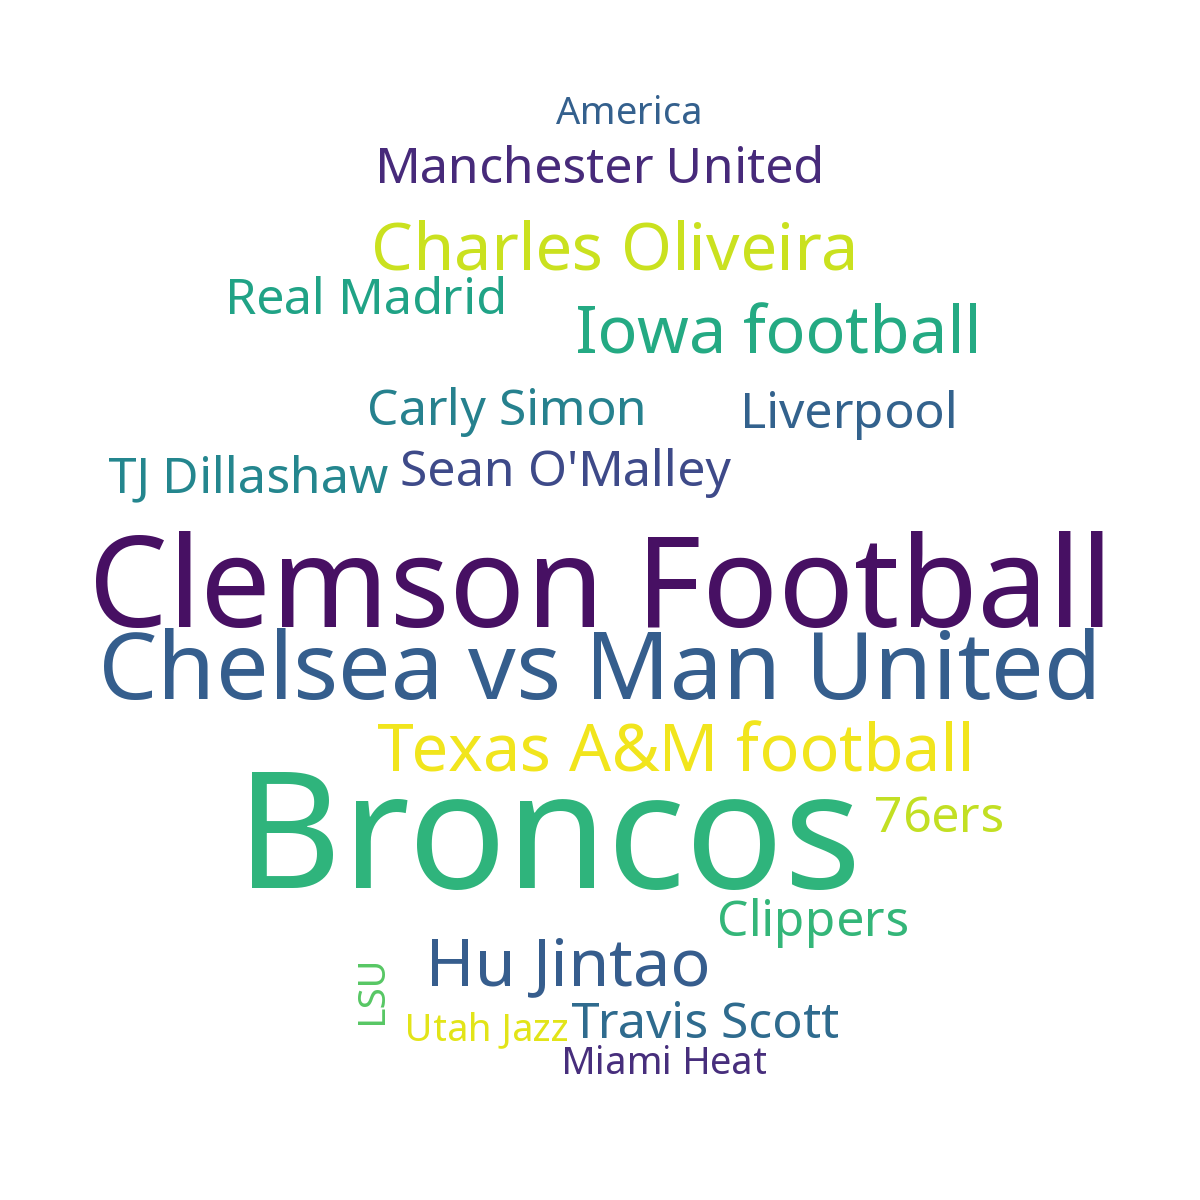 America
Manchester United
Charles Oliveira
Real Madrid
Iowa football
Carly Simon
Liverpool
TJ Dillashaw
Sean O'Malley
Clemson Football
Chelsea vs Man United
Texas A&M football
Broncos
76ers
Clippers
Hu Jintao
LSU
Utah Jazz
Travis Scott
Miami Heat